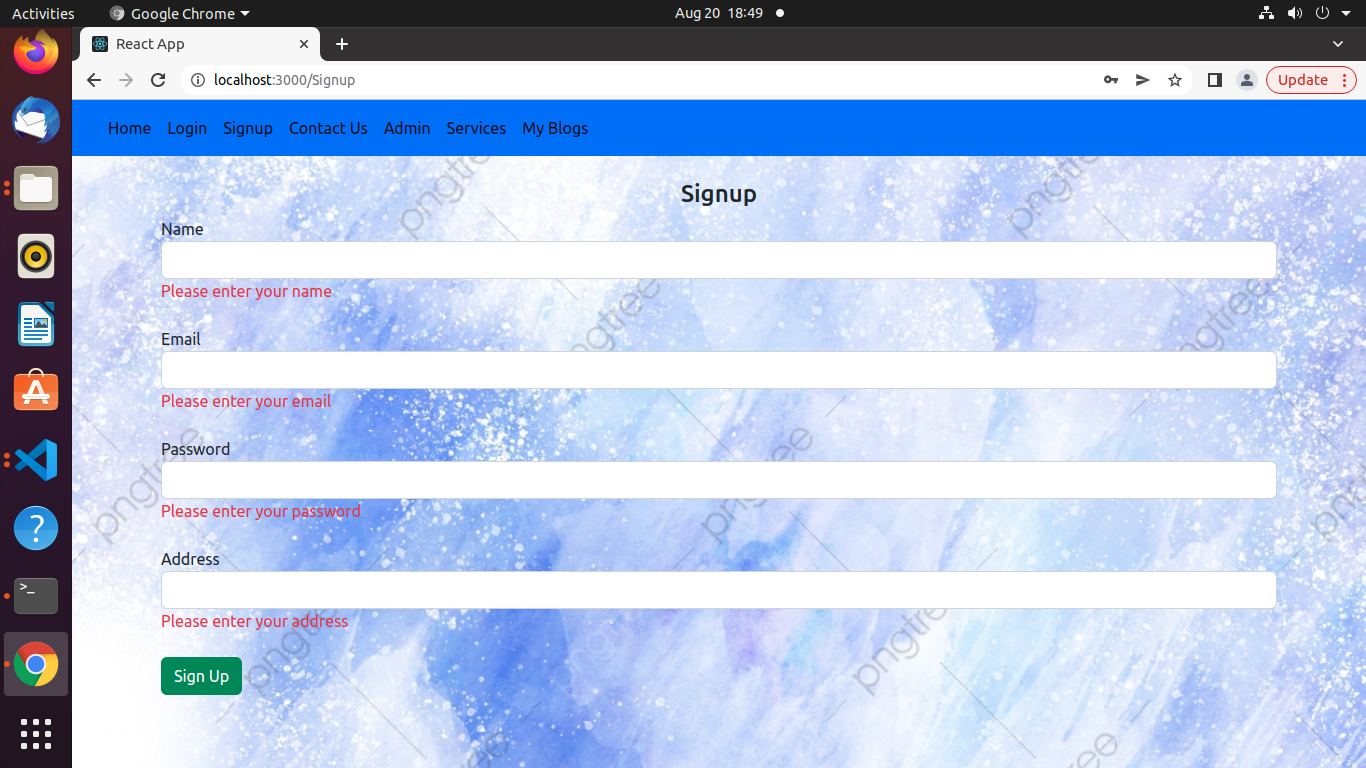 Activities Google Chrome Aug 20 18:49
React App
localhost:3000/Signup Update
Home Login Signup Contact Us Admin Services My Blogs
Signup
Name
Please enter your name
Email
Please enter your email
Password
Please enter your password
Address
Please enter your address
Sign Up
pngtree
pngtree
pngtree
pngtree
pngtree
pngtree
pngtree
pngtree
pngtree